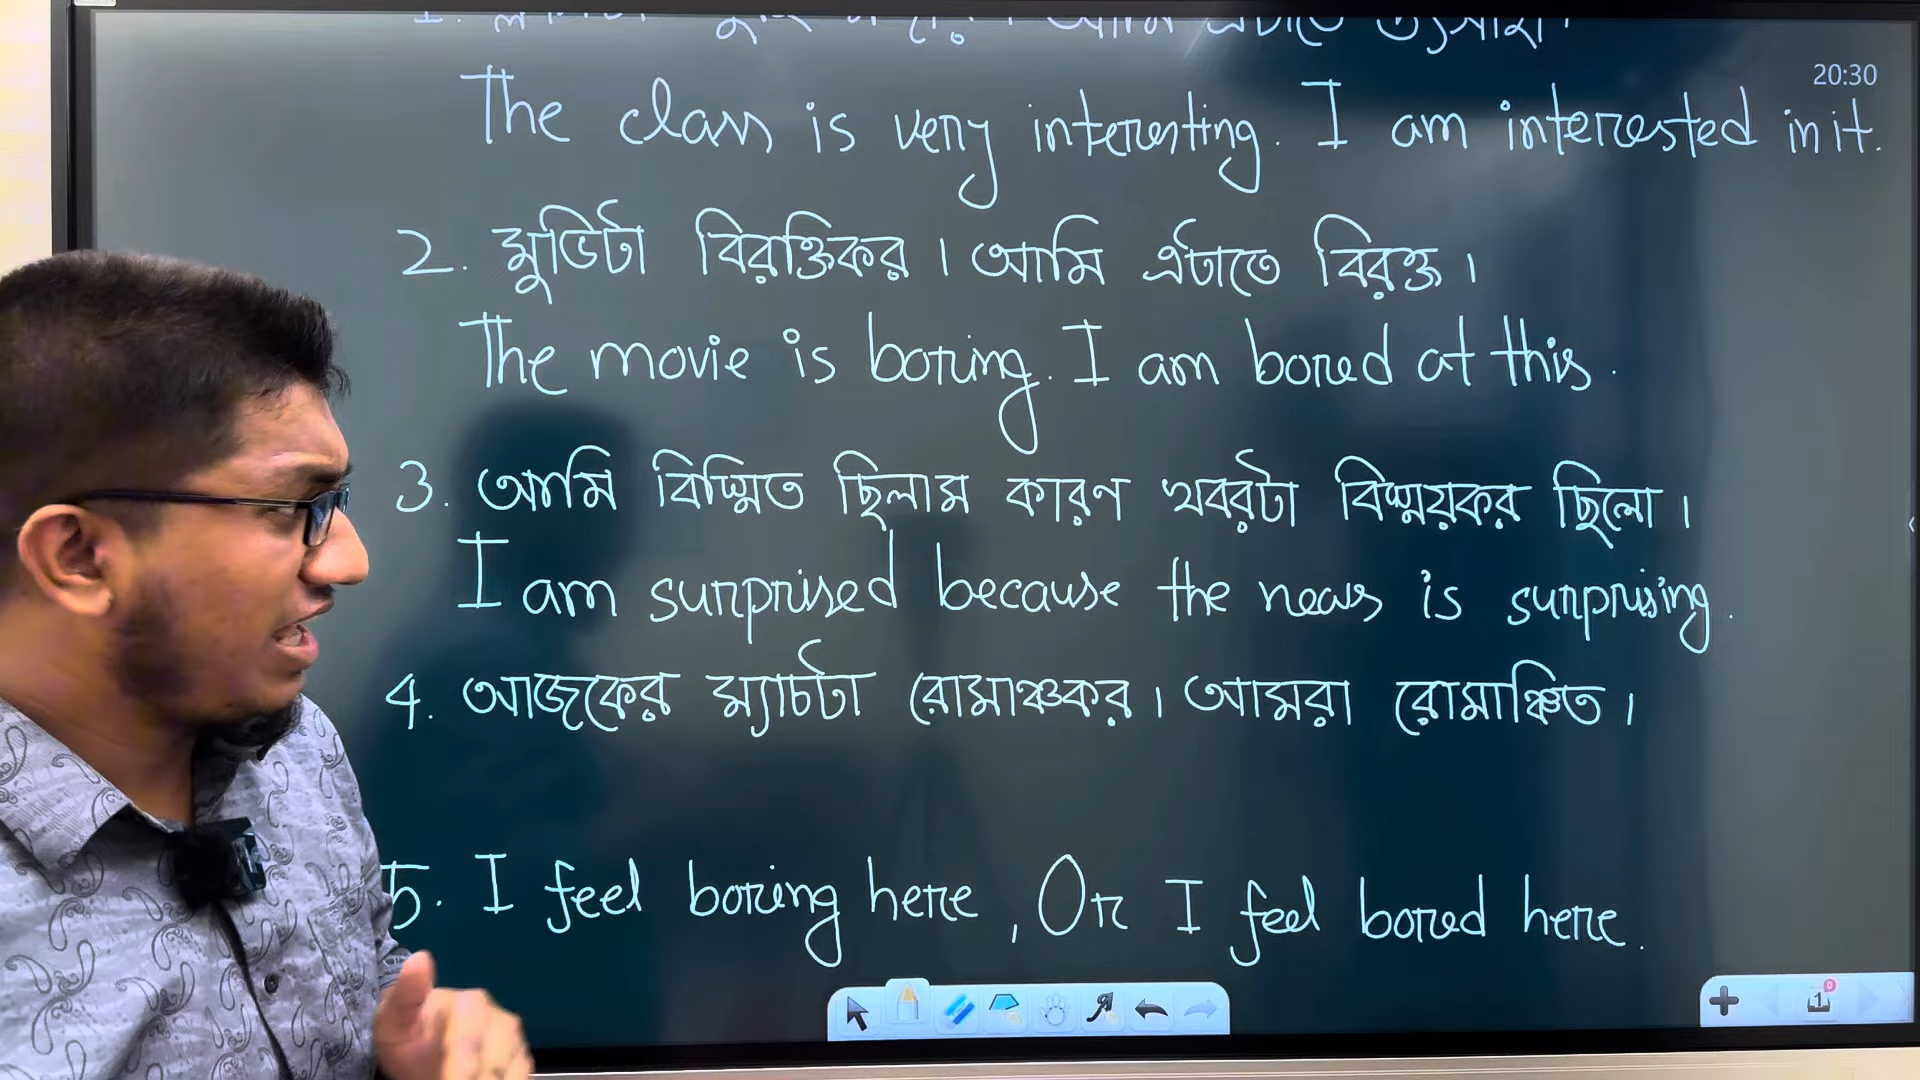 20:30
The class is very interesting. I am interested in it.
2. মুভিটা বিরক্তিকর। আমি এটাতে বিরক্ত।
The movie is boring. I am bored at this.
3. আমি বিস্মিত ছিলাম কারণ খবরটা বিস্ময়কর ছিলো।
I am surprised because the news is surprising.
4. আজকের ম্যাচটা রোমাঞ্চকর। আমরা রোমাঞ্চিত।
5. I feel boring here, Or I feel bored here.